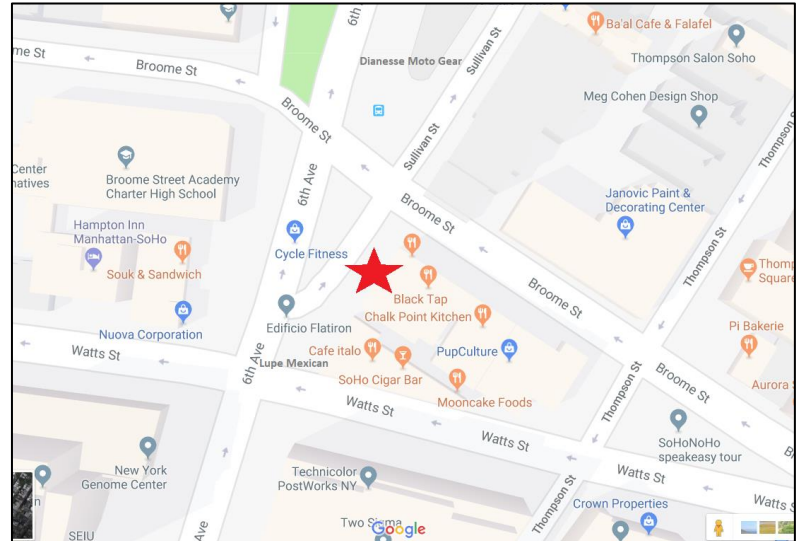 6th
Ba'al Cafe & Falafel
me St
Broome St
Dianesse Moto Gear
Sullivan St
Thompson Salon Soho
Meg Cohen Design Shop
Broome St
Sullivan St
Thompson
Center
natives
Broome Street Academy
Charter High School
6th Ave
Broome St
Janovic Paint &
Decorating Center
Hampton Inn
Manhattan-SoHo
Cycle Fitness
Thompson St
Souk & Sandwich
Thomp
Square
Black Tap
Broome St
Chalk Point Kitchen
Edificio Flatiron
Nuova Corporation
Pi Bakerie
Watts St
Cafe italo
PupCulture
Lupe Mexican
6th Ave
SoHo Cigar Bar
Thompson St
Broome St
Aurora
Mooncake Foods
Watts St
Watts St
SoHoNoHo
speakeasy tour
New York
Genome Center
Technicolor
PostWorks NY
Watts St
Thompson St
Crown Properties
Watts S
SEIU
Ave
Two Sigma
Google